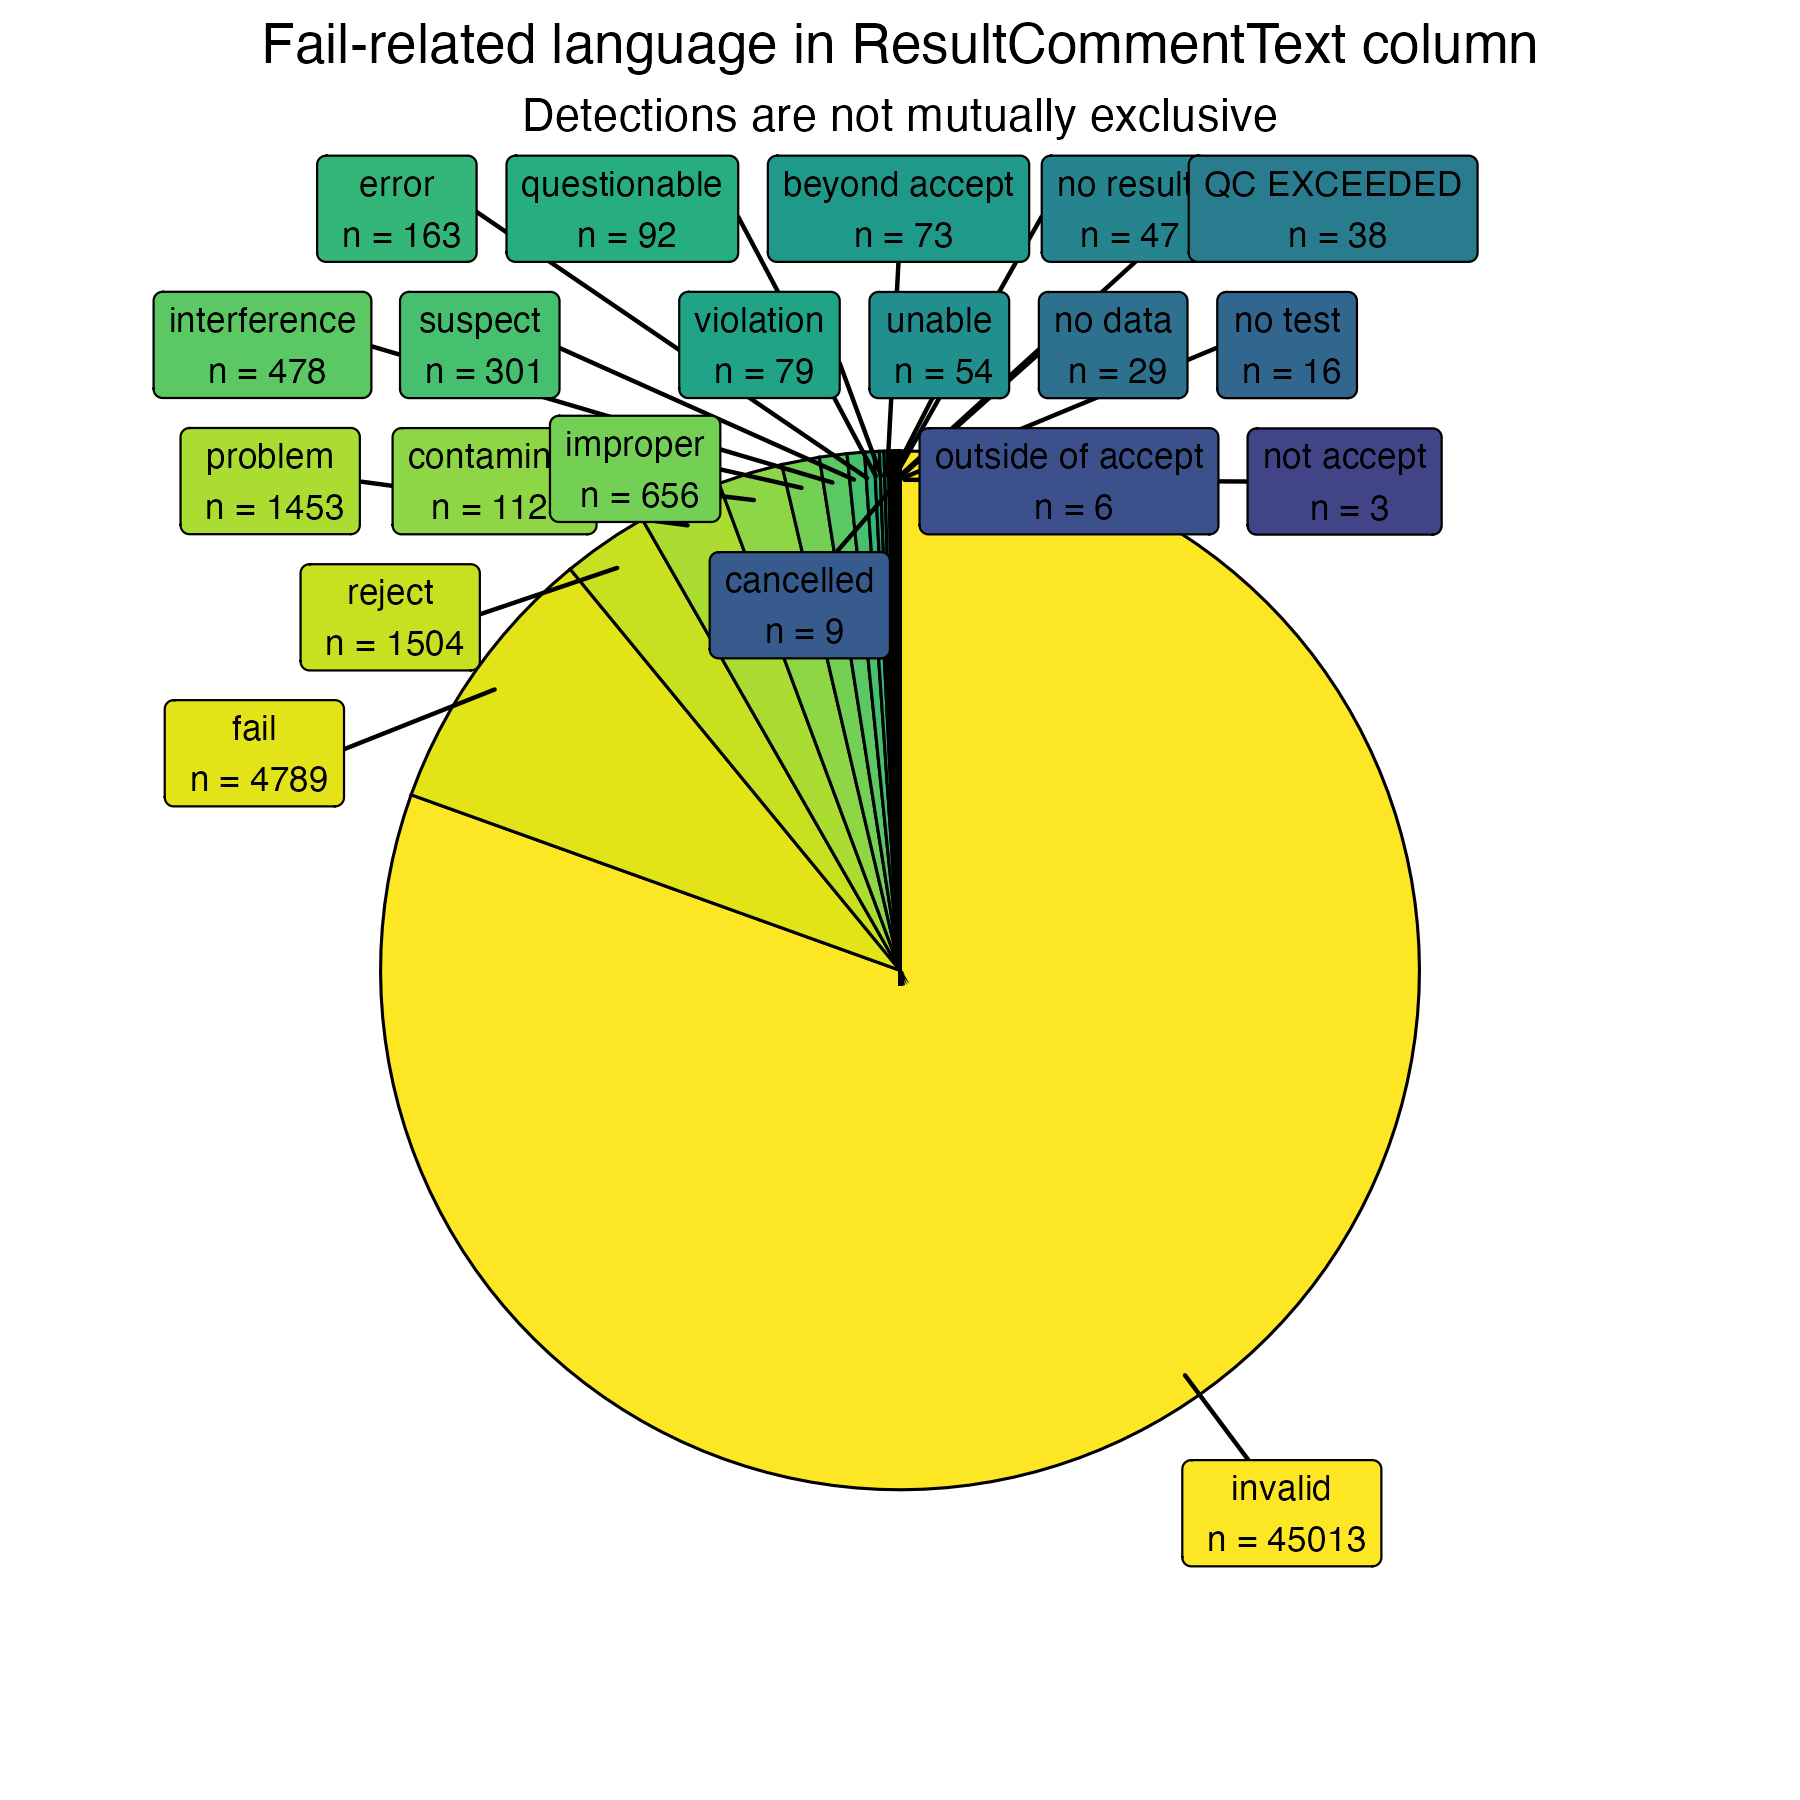 Fail-related language in ResultCommentText column
Detections are not mutually exclusive
error
n = 163
questionable
n = 92
beyond accept
n = 73
no result
n = 47
QC EXCEEDED
n = 38
interference
n = 478
suspect
n = 301
violation
n = 79
unable
n = 54
no data
n = 29
no test
n = 16
problem
n = 1453
contamin
n = 112
improper
n = 656
outside of accept
n = 6
not accept
n = 3
cancelled
n = 9
reject
n = 1504
fail
n = 4789
invalid
n = 45013